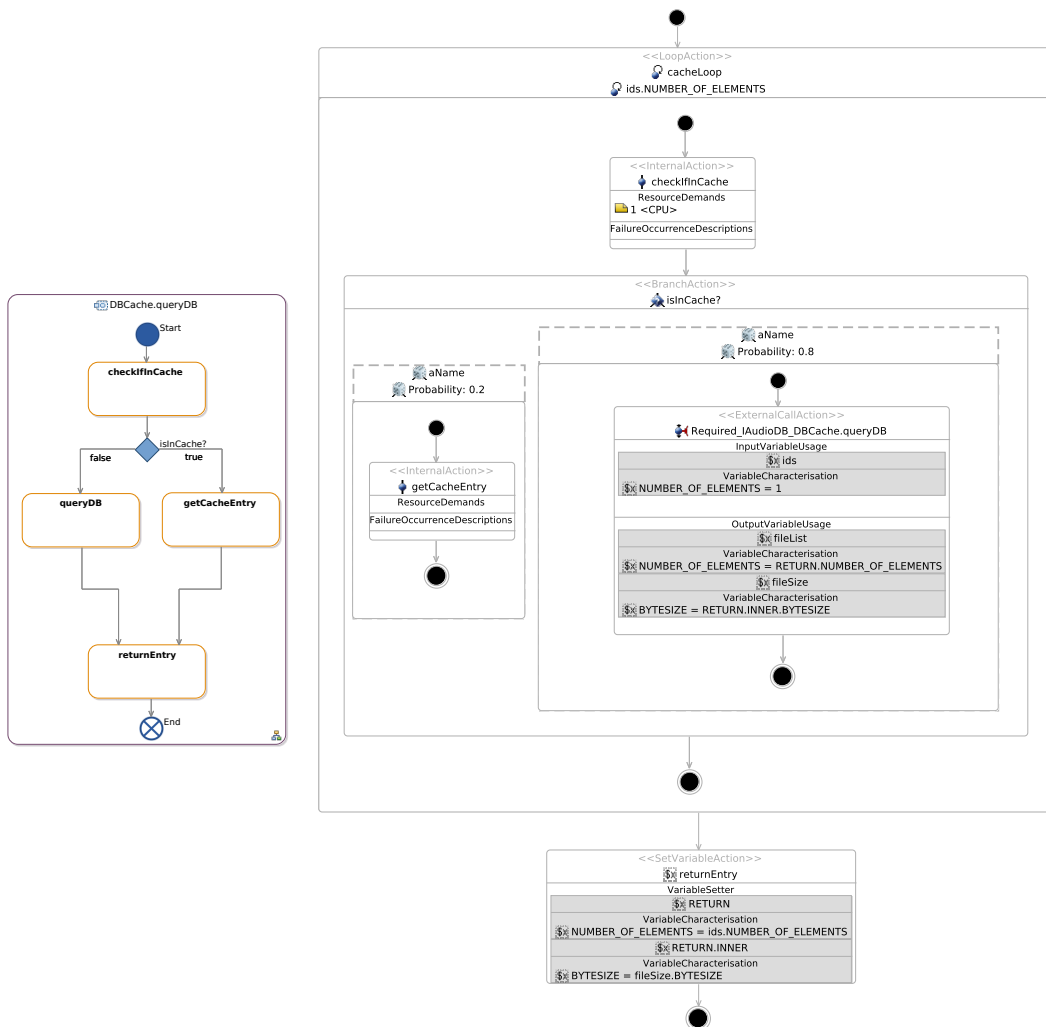 DBCache.queryDB
Start
checkIfInCache
isInCache?
false
true
queryDB
getCacheEntry
returnEntry
End
<<LoopAction>>
cacheLoop
ids.NUMBER_OF_ELEMENTS
<<InternalAction>>
checkIfInCache
ResourceDemands
1 <CPU>
FailureOccurrenceDescriptions
<<BranchAction>>
isInCache?
aName
Probability: 0.2
<<InternalAction>>
getCacheEntry
ResourceDemands
FailureOccurrenceDescriptions
aName
Probability: 0.8
<<ExternalCallAction>>
Required_IAudioDB_DBCache.queryDB
InputVariableUsage
$x ids
VariableCharacterisation
$x NUMBER_OF_ELEMENTS = 1
OutputVariableUsage
$x fileList
VariableCharacterisation
$x NUMBER_OF_ELEMENTS = RETURN.NUMBER_OF_ELEMENTS
$x fileSize
VariableCharacterisation
$x BYTESIZE = RETURN.INNER.BYTESIZE
<<SetVariableAction>>
$x returnEntry
VariableSetter
$x RETURN
VariableCharacterisation
$x NUMBER_OF_ELEMENTS = ids.NUMBER_OF_ELEMENTS
$x RETURN.INNER
VariableCharacterisation
$x BYTESIZE = fileSize.BYTESIZE